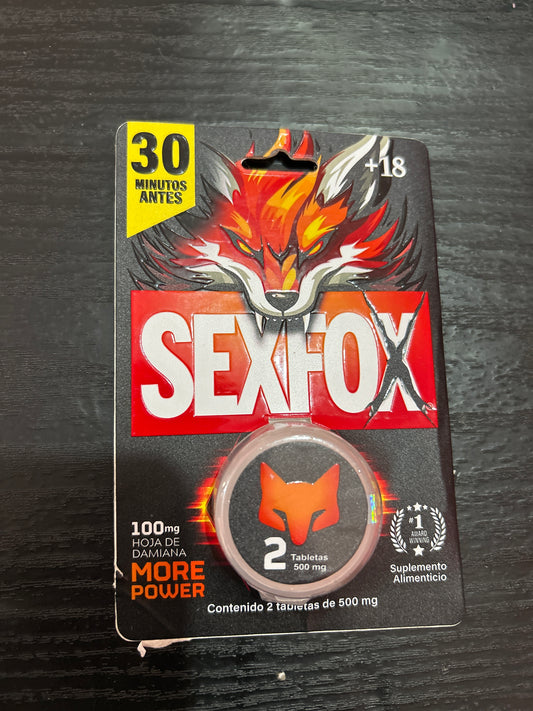 30
MINUTOS
ANTES
+18
SEXFOX
100mg
HOJA DE
DAMIANA
MORE
POWER
2 Tabletas
500 mg
#1
AWARD
WINNING
Suplemento
Alimenticio
Contenido 2 tabletas de 500 mg